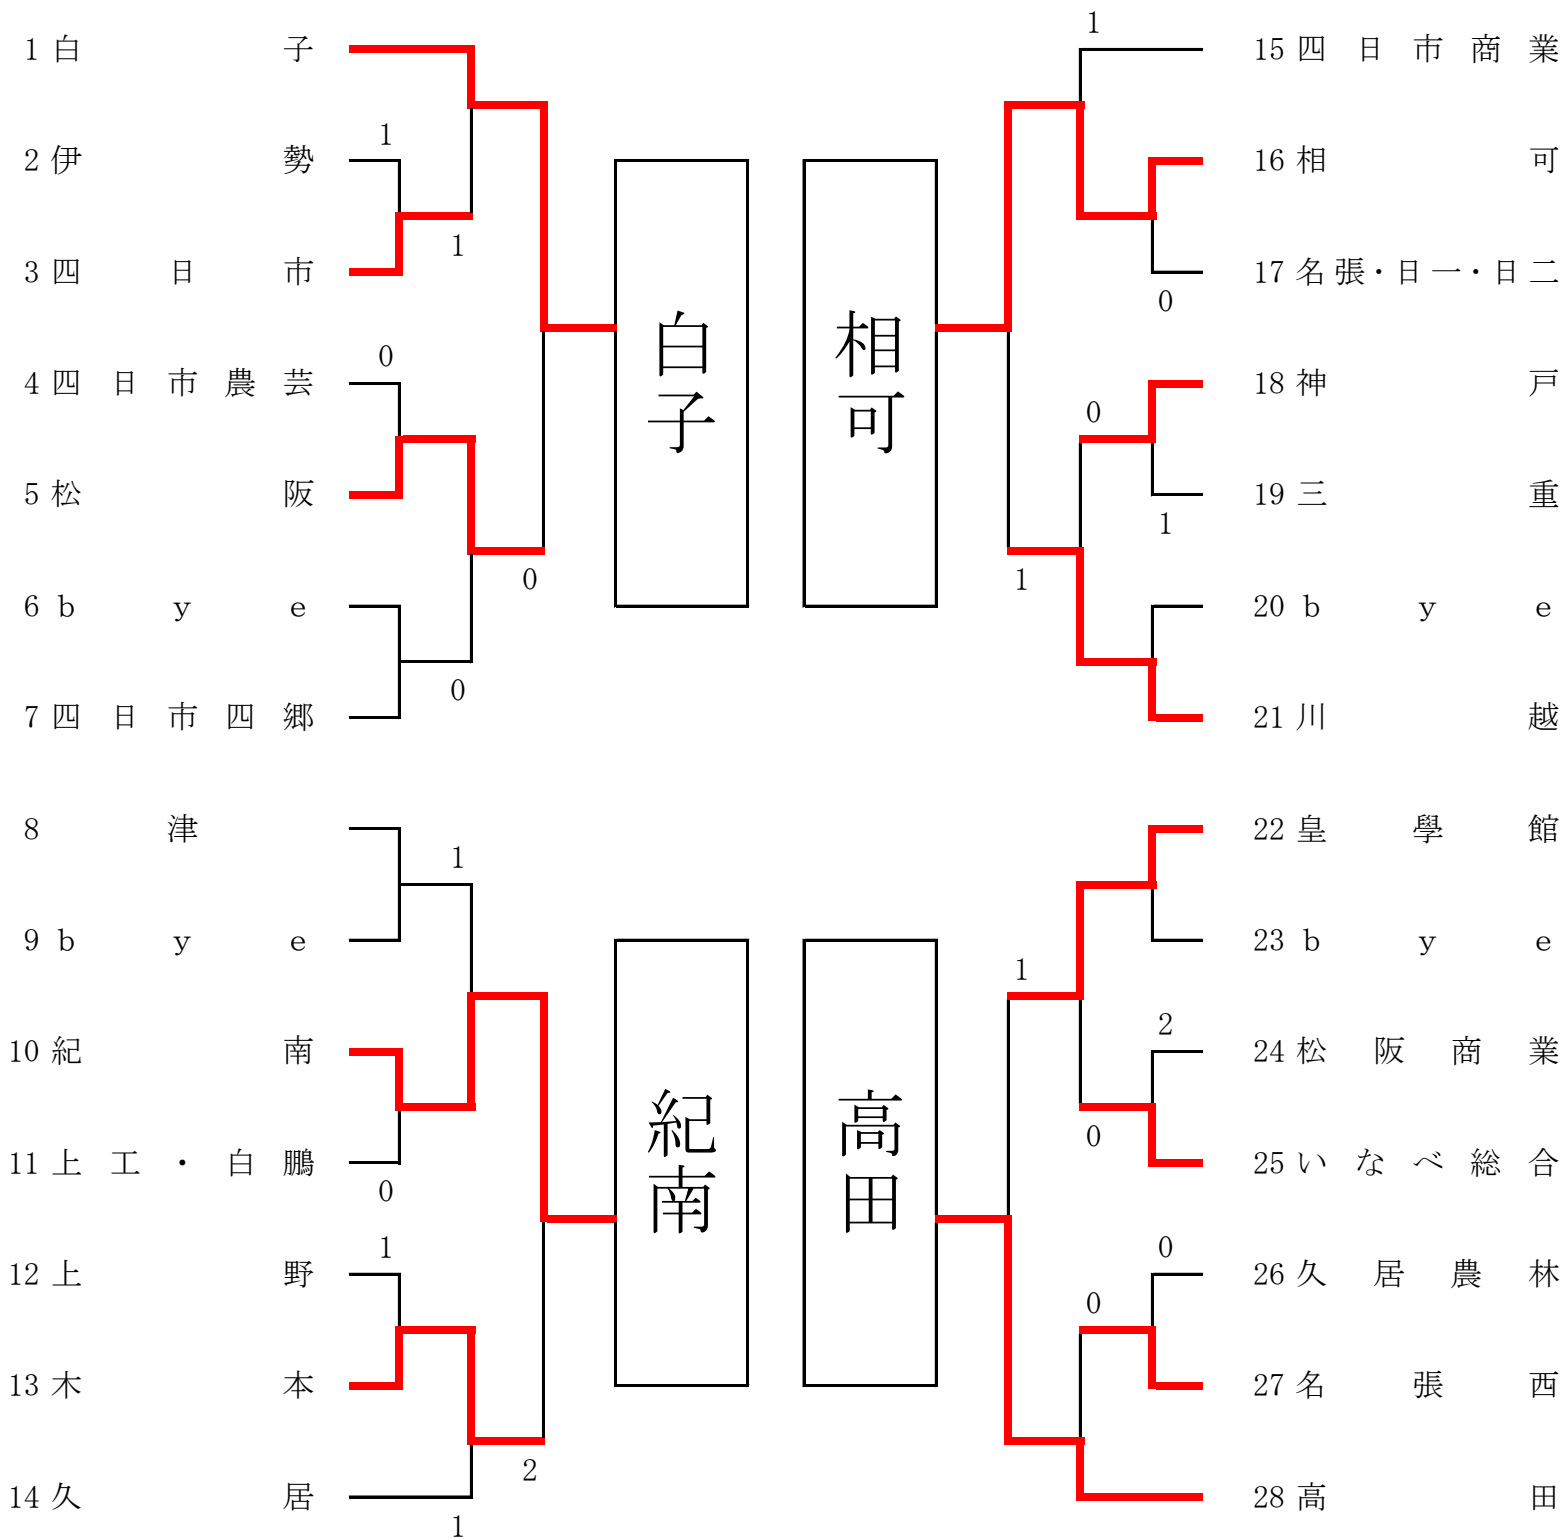 1 白子
1
2 伊勢
3 四日市
1
0
4 四日市農芸
5 松阪
0
6 bye
0
7 四日市四郷
白子
8 津
1
9 bye
10 紀南
11 上工・白鵬
0
1
12 上野
13 木本
2
14 久居
1
紀南
1
15 四日市商業
16 相可
17 名張・日一・日二
0
18 神戸
0
19 三重
1
1
20 bye
21 川越
相可
22 皇學館
23 bye
1
2
24 松阪商業
0
25 いなべ総合
0
26 久居農林
0
27 名張西
28 高田
高田